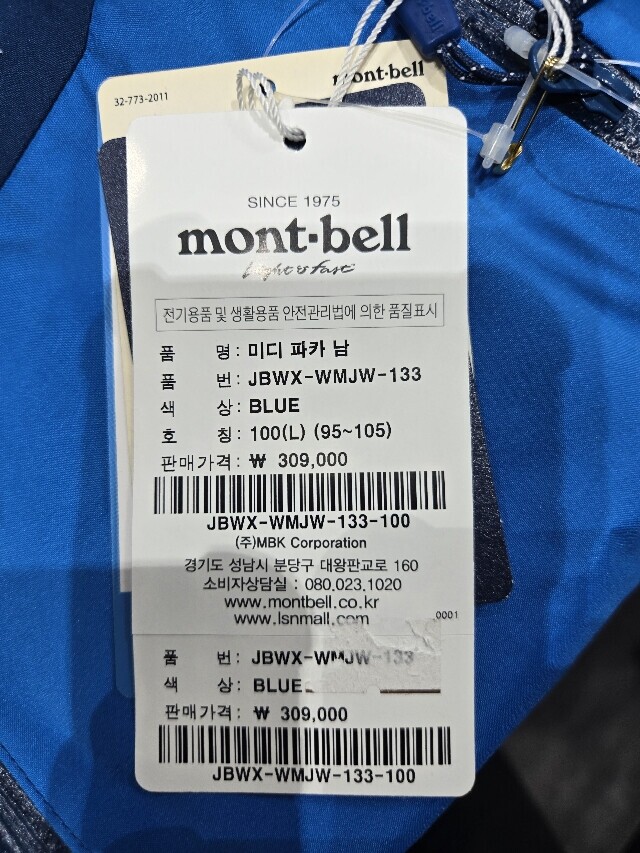 mont-bell
32-773-2011
mont-bell
SINCE 1975
mont-bell
Light & Fast
전기용품 및 생활용품 안전관리법에 의한 품질표시
품 명 : 미디 파카 남
품 번 : JBWX-WMJW-133
색 상 : BLUE
호 칭 : 100(L) (95~105)
판매가격 : ₩ 309,000
JBWX-WMJW-133-100
(주)MBK Corporation
경기도 성남시 분당구 대왕판교로 160
소비자상담실 : 080.023.1020
www.montbell.co.kr
www.lsnmall.com
0001
품 번 : JBWX-WMJW-133
색 상 : BLUE
판매가격 : ₩ 309,000
JBWX-WMJW-133-100